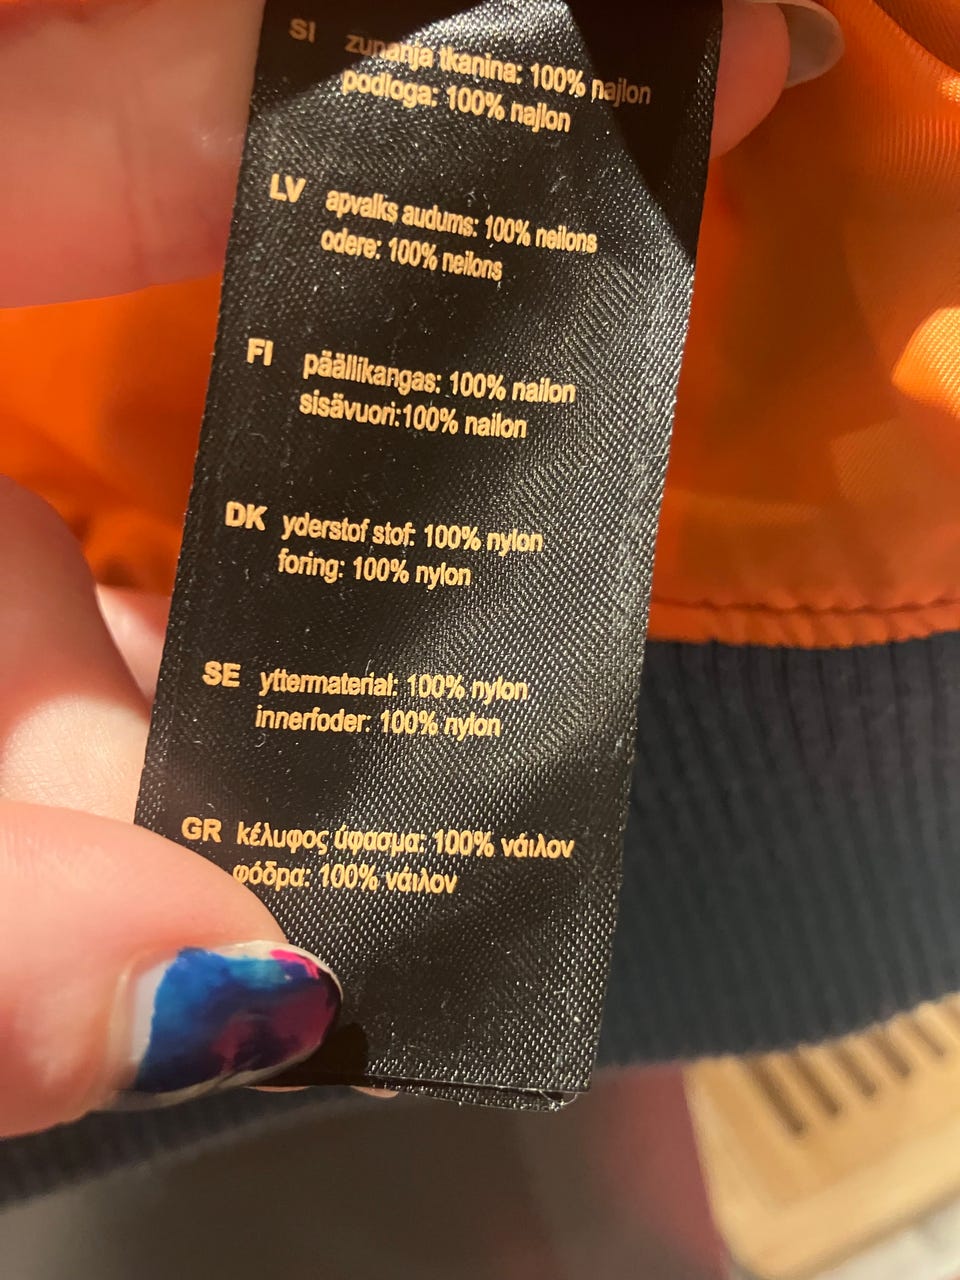 SI zunanja tkanina: 100% najlon
podloga: 100% najlon
LV apvalks audums: 100% neilons
odere: 100% neilons
FI päällikangas: 100% nailon
sisävuori:100% nailon
DK yderstof stof: 100% nylon
foring: 100% nylon
SE yttermaterial: 100% nylon
innerfoder: 100% nylon
GR κέλυφος ύφασμα: 100% νάιλον
φόδρα: 100% νάιλον